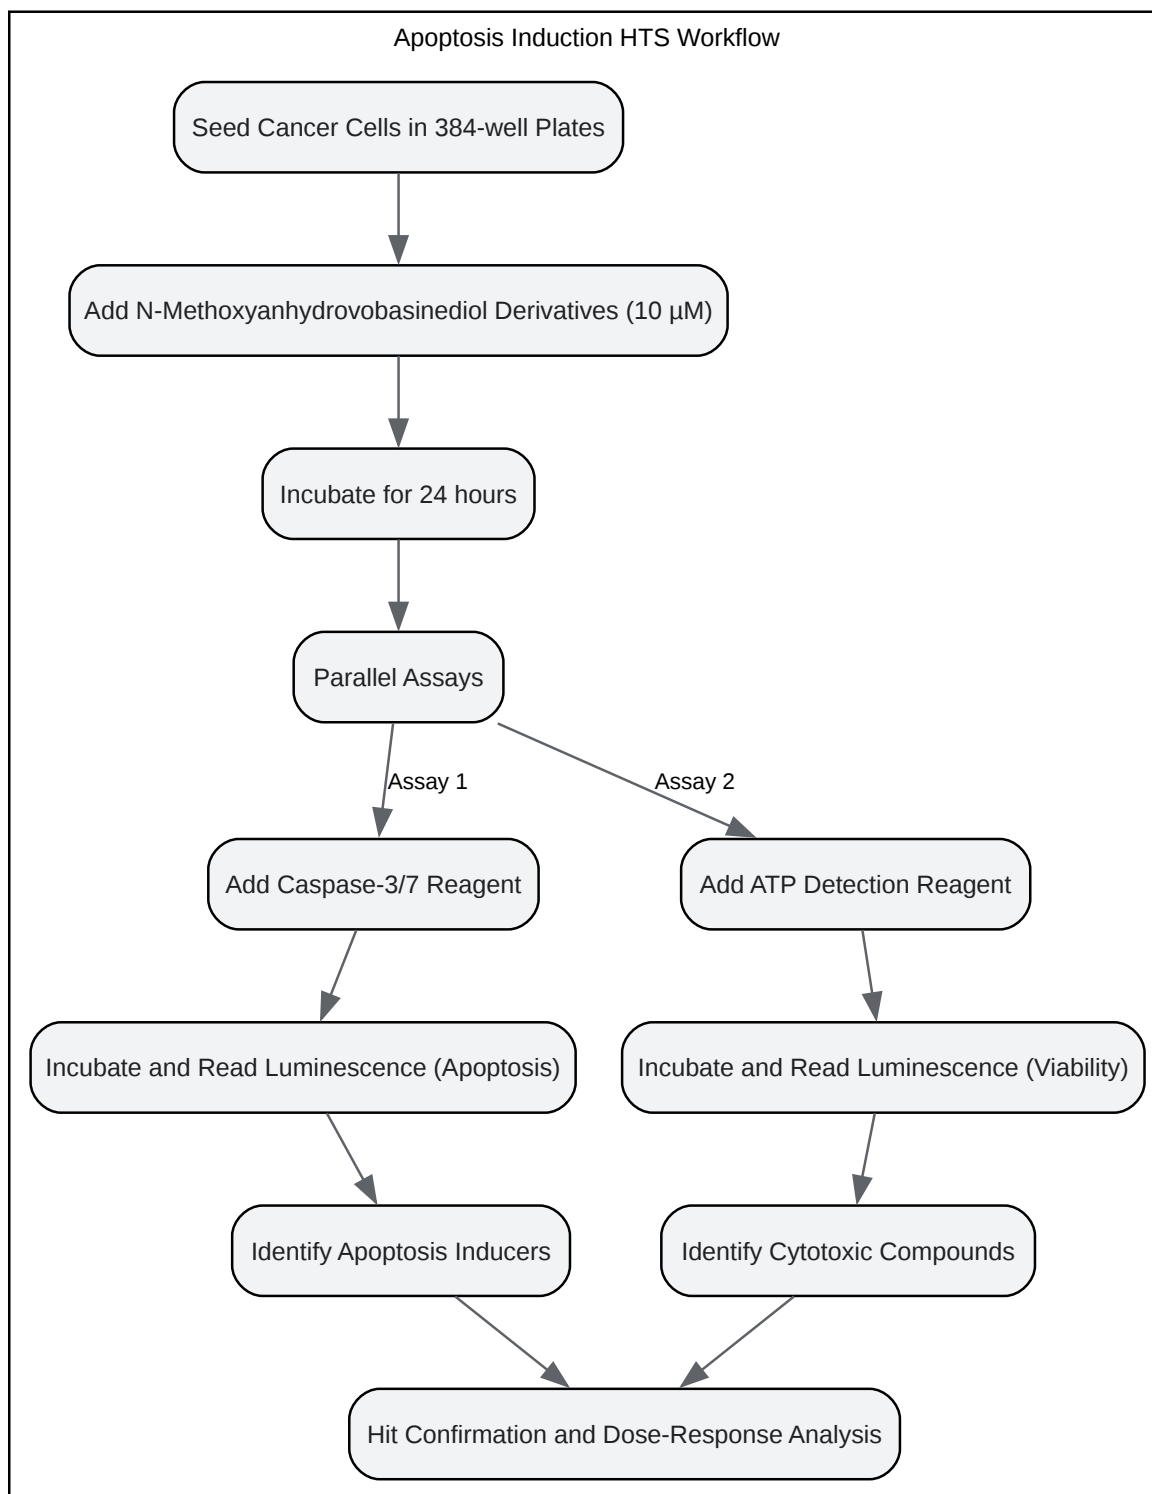 Apoptosis Induction HTS Workflow
Seed Cancer Cells in 384-well Plates
Add N-Methoxyanhydrovobasinediol Derivatives (10 µM)
Incubate for 24 hours
Parallel Assays
Assay 1
Assay 2
Add Caspase-3/7 Reagent
Add ATP Detection Reagent
Incubate and Read Luminescence (Apoptosis)
Incubate and Read Luminescence (Viability)
Identify Apoptosis Inducers
Identify Cytotoxic Compounds
Hit Confirmation and Dose-Response Analysis